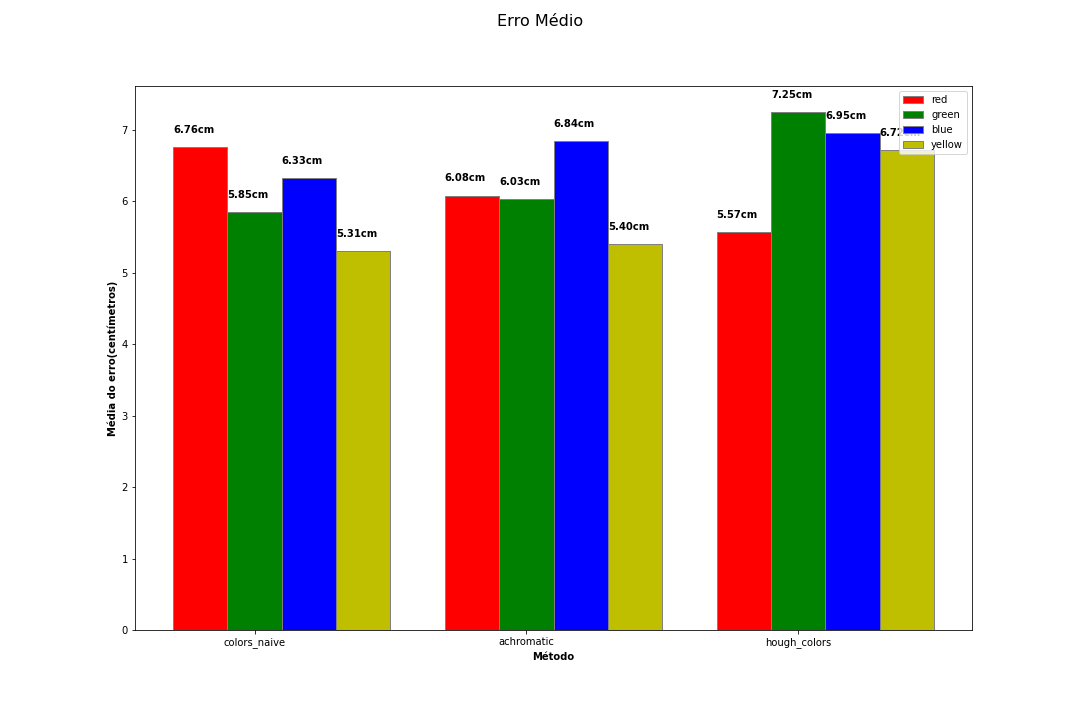 Erro Médio
7.25cm
red
green
blue
yellow
6.95cm
6.84cm
6.76cm
6.33cm
6.08cm
6.03cm
5.85cm
5.57cm
5.40cm
5.31cm
7
6
5
4
3
2
1
0
Média do erro(centímetros)
colors_naive
achromatic
hough_colors
Método